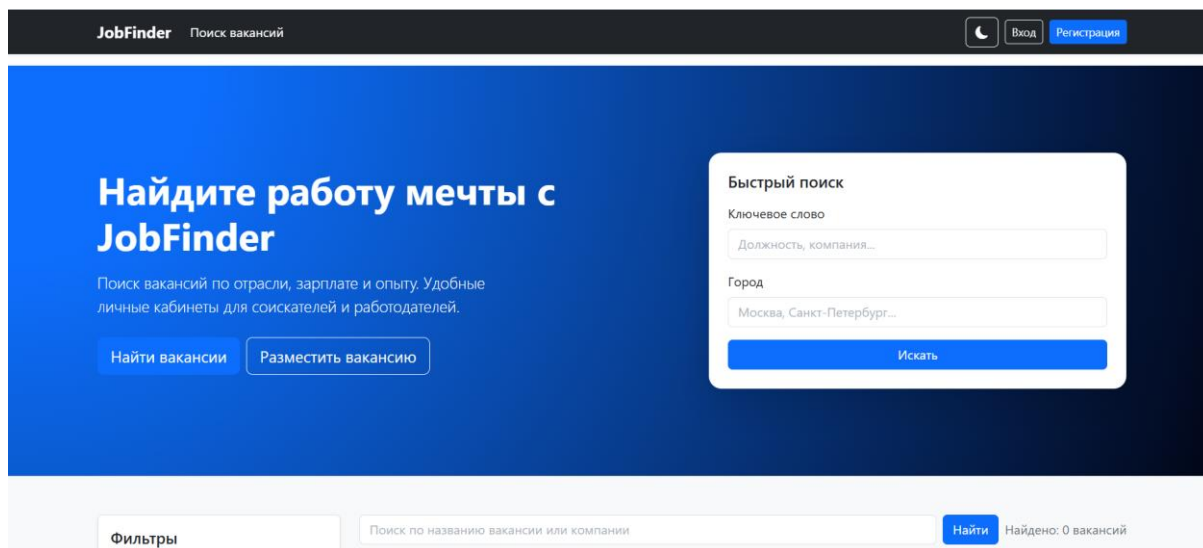 JobFinder Поиск вакансий Вход Регистрация
Найдите работу мечты с
JobFinder
Поиск вакансий по отрасли, зарплате и опыту. Удобные
личные кабинеты для соискателей и работодателей.
Найти вакансии Разместить вакансию
Быстрый поиск
Ключевое слово
Должность, компания...
Город
Москва, Санкт-Петербург...
Искать
Фильтры
Поиск по названию вакансии или компании Найти Найдено: 0 вакансий